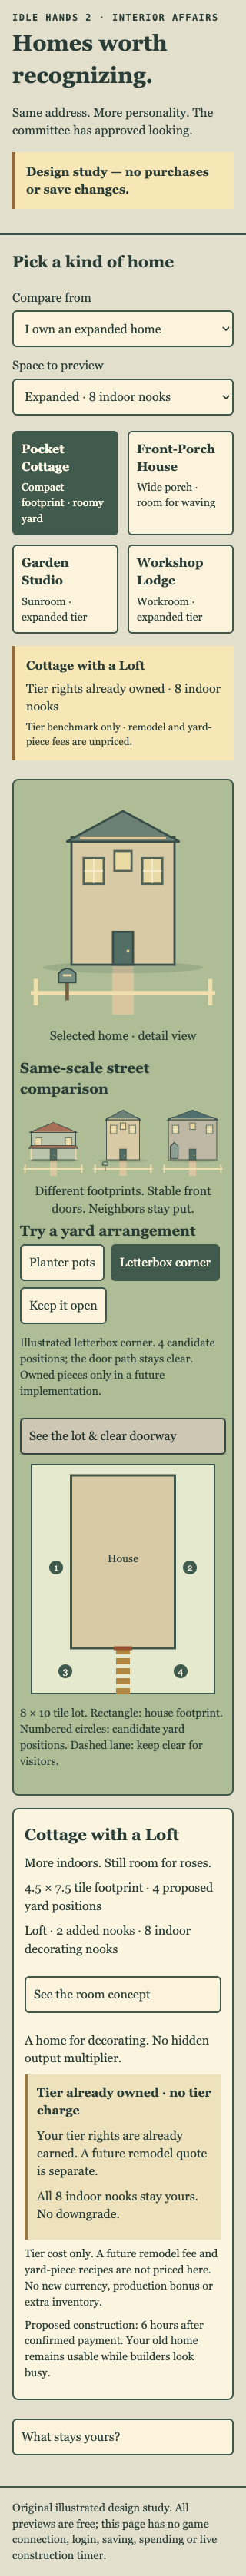 IDLE HANDS 2 · INTERIOR AFFAIRS
Homes worth
recognizing.
Same address. More personality. The
committee has approved looking.
Design study — no purchases
or save changes.
Pick a kind of home
Compare from
I own an expanded home
Space to preview
Expanded · 8 indoor nooks
Pocket
Cottage
Compact
footprint · roomy
yard
Front-Porch
House
Wide porch ·
room for waving
Garden
Studio
Sunroom ·
expanded tier
Workshop
Lodge
Workroom ·
expanded tier
Cottage with a Loft
Tier rights already owned · 8 indoor
nooks
Tier benchmark only · remodel and yard-
piece fees are unpriced.
Selected home · detail view
Same-scale street
comparison
Different footprints. Stable front
doors. Neighbors stay put.
Try a yard arrangement
Planter pots
Letterbox corner
Keep it open
Illustrated letterbox corner. 4 candidate
positions; the door path stays clear.
Owned pieces only in a future
implementation.
See the lot & clear doorway
House
1
2
3
4
8 × 10 tile lot. Rectangle: house footprint.
Numbered circles: candidate yard
positions. Dashed lane: keep clear for
visitors.
Cottage with a Loft
More indoors. Still room for roses.
4.5 × 7.5 tile footprint · 4 proposed
yard positions
Loft · 2 added nooks · 8 indoor
decorating nooks
See the room concept
A home for decorating. No hidden
output multiplier.
Tier already owned · no tier
charge
Your tier rights are already
earned. A future remodel quote
is separate.
All 8 indoor nooks stay yours.
No downgrade.
Tier cost only. A future remodel fee and
yard-piece recipes are not priced here.
No new currency, production bonus or
extra inventory.
Proposed construction: 6 hours after
confirmed payment. Your old home
remains usable while builders look
busy.
What stays yours?
Original illustrated design study. All
previews are free; this page has no game
connection, login, saving, spending or live
construction timer.